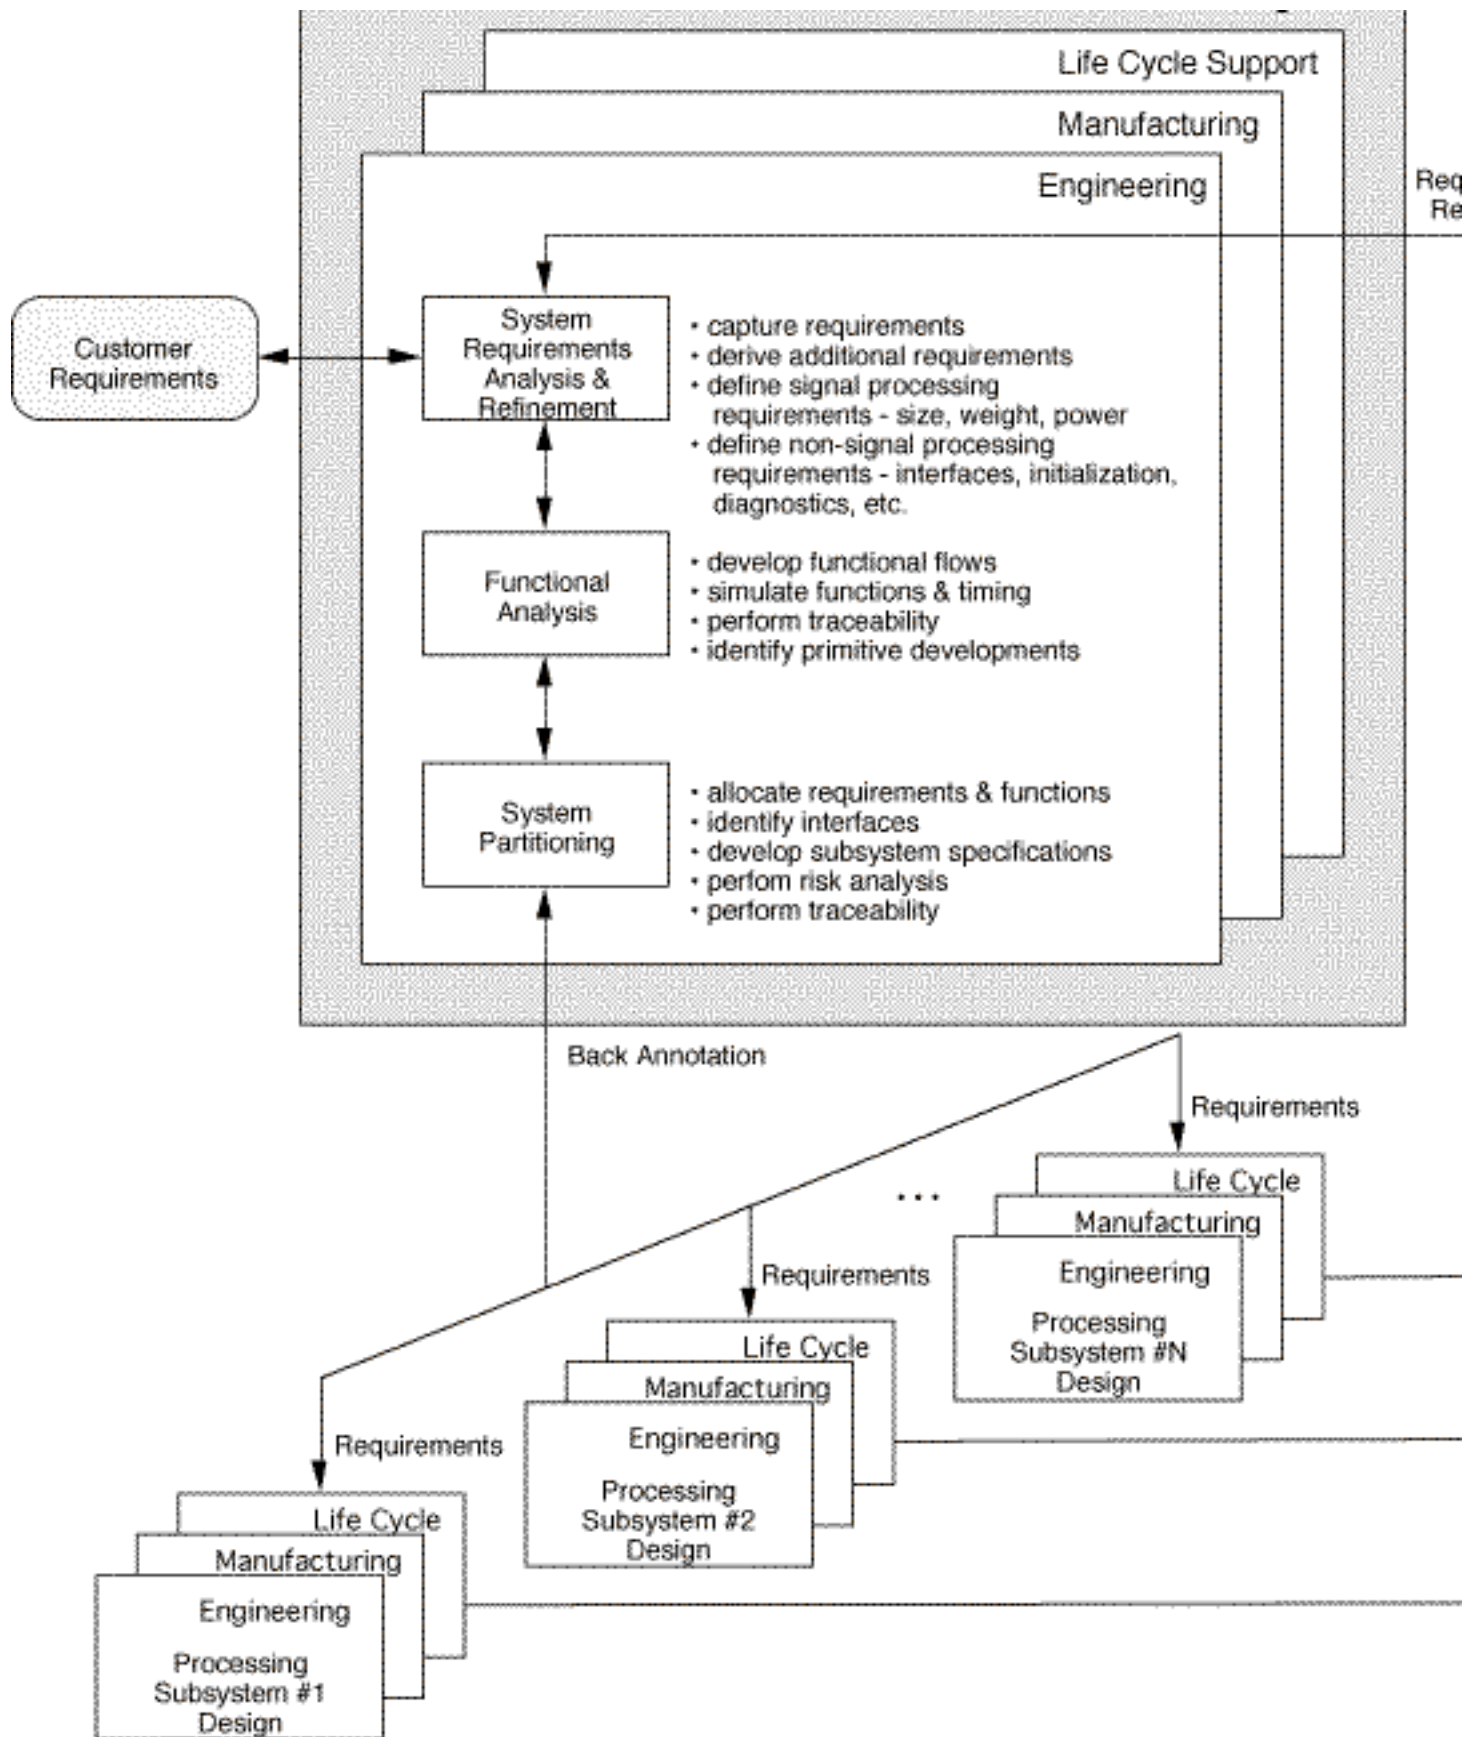 Life Cycle Support
Manufacturing
Engineering
Customer
Requirements
System
Requirements
Analysis &
Refinement
• capture requirements
• derive additional requirements
• define signal processing
requirements - size, weight, power
• define non-signal processing
requirements - interfaces, initialization,
diagnostics, etc.
Functional
Analysis
• develop functional flows
• simulate functions & timing
• perform traceability
• identify primitive developments
System
Partitioning
• allocate requirements & functions
• identify interfaces
• develop subsystem specifications
• perfom risk analysis
• perform traceability
Back Annotation
Requirements
Life Cycle
Manufacturing
Engineering
Processing
Subsystem #N
Design
...
Requirements
Life Cycle
Manufacturing
Engineering
Processing
Subsystem #2
Design
Requirements
Life Cycle
Manufacturing
Engineering
Processing
Subsystem #1
Design